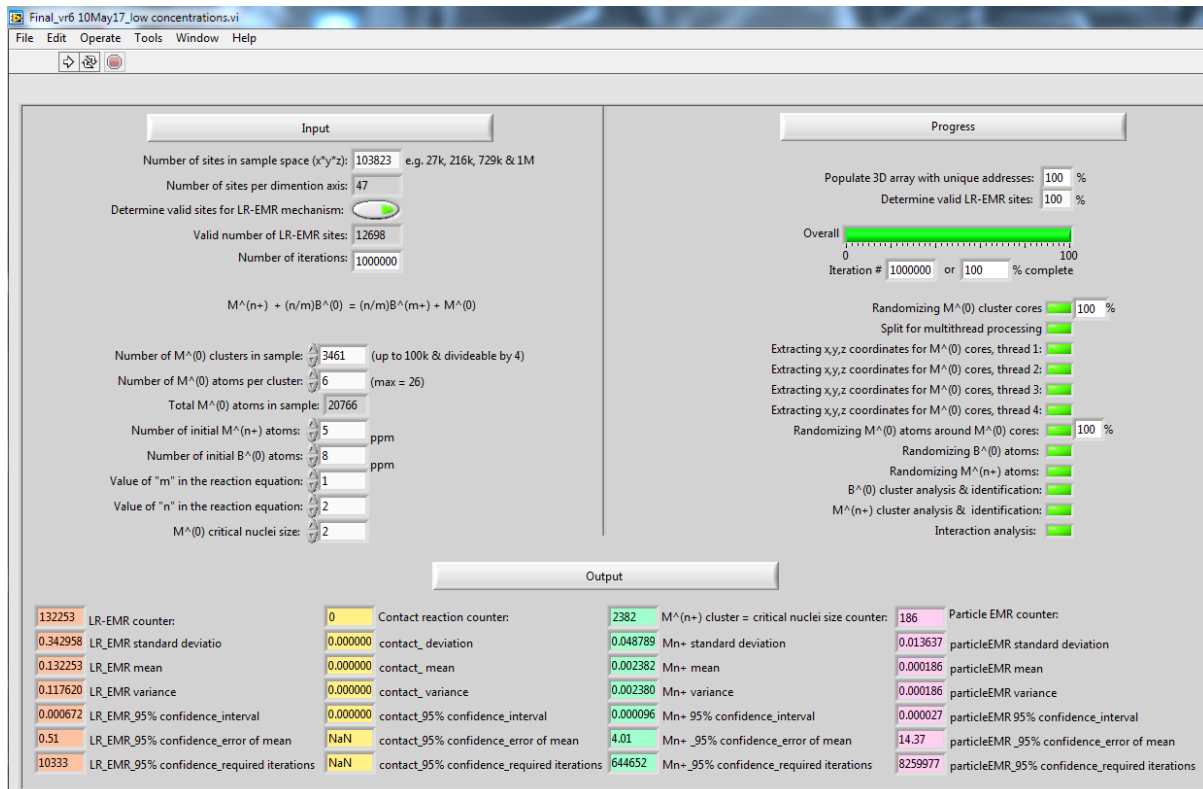 Final_vr6 10May17_low concentrations.vi
File Edit Operate Tools Window Help
Input
Number of sites in sample space (x*y*z): 103823 e.g. 27k, 216k, 729k & 1M
Number of sites per dimention axis: 47
Determine valid sites for LR-EMR mechanism:
Valid number of LR-EMR sites: 12698
Number of iterations: 1000000
M^(n+) + (n/m)B^(0) = (n/m)B^(m+) + M^(0)
Number of M^(0) clusters in sample: 3461 (up to 100k & divideable by 4)
Number of M^(0) atoms per cluster: 6 (max = 26)
Total M^(0) atoms in sample: 20766
Number of initial M^(n+) atoms: 5 ppm
Number of initial B^(0) atoms: 8 ppm
Value of "m" in the reaction equation: 1
Value of "n" in the reaction equation: 2
M^(0) critical nuclei size: 2
Progress
Populate 3D array with unique addresses: 100 %
Determine valid LR-EMR sites: 100 %
Overall
0 100
Iteration # 1000000 or 100 % complete
Randomizing M^(0) cluster cores 100 %
Split for multithread processing
Extracting x,y,z coordinates for M^(0) cores, thread 1:
Extracting x,y,z coordinates for M^(0) cores, thread 2:
Extracting x,y,z coordinates for M^(0) cores, thread 3:
Extracting x,y,z coordinates for M^(0) cores, thread 4:
Randomizing M^(0) atoms around M^(0) cores: 100 %
Randomizing B^(0) atoms:
Randomizing M^(n+) atoms:
B^(0) cluster analysis & identification:
M^(n+) cluster analysis & identification:
Interaction analysis:
Output
132253 LR-EMR counter:
0.342958 LR_EMR standard deviatio
0.132253 LR_EMR mean
0.117620 LR_EMR variance
0.000672 LR_EMR_95% confidence_interval
0.51 LR_EMR_95% confidence_error of mean
10333 LR_EMR_95% confidence_required iterations
0 Contact reaction counter:
0.000000 contact_ deviation
0.000000 contact_ mean
0.000000 contact_ variance
0.000000 contact_95% confidence_interval
NaN contact_95% confidence_error of mean
NaN contact_95% confidence_required iterations
2382 M^(n+) cluster = critical nuclei size counter:
0.048789 Mn+ standard deviation
0.002382 Mn+ mean
0.002380 Mn+ variance
0.000096 Mn+ 95% confidence_interval
4.01 Mn+ _95% confidence_error of mean
644652 Mn+_95% confidence_required iterations
186 Particle EMR counter:
0.013637 particleEMR standard deviation
0.000186 particleEMR mean
0.000186 particleEMR variance
0.000027 particleEMR 95% confidence_interval
14.37 particleEMR _95% confidence_error of mean
8259977 particleEMR_95% confidence_required iterations